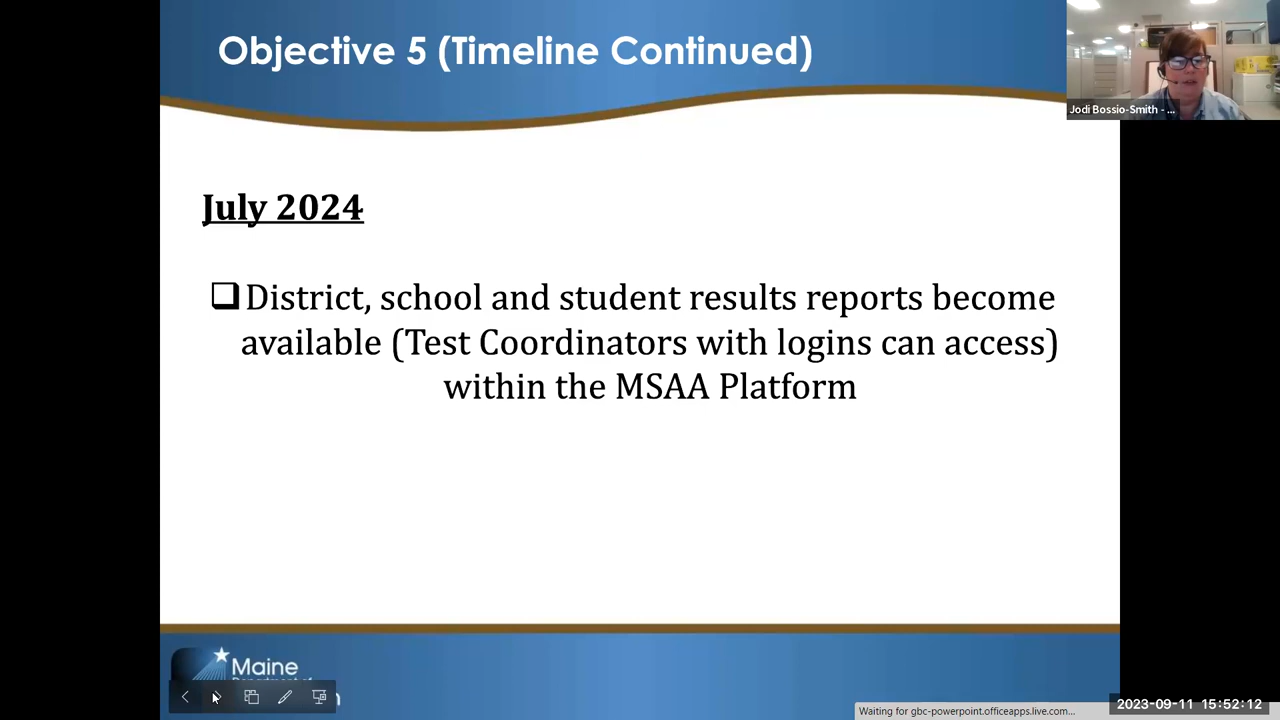 Objective 5 (Timeline Continued)
Jodi Bossio-Smith - ...
July 2024
District, school and student results reports become
available (Test Coordinators with logins can access)
within the MSAA Platform
Maine
Waiting for gbc-powerpoint.officeapps.live.com...
2023-09-11 15:52:12